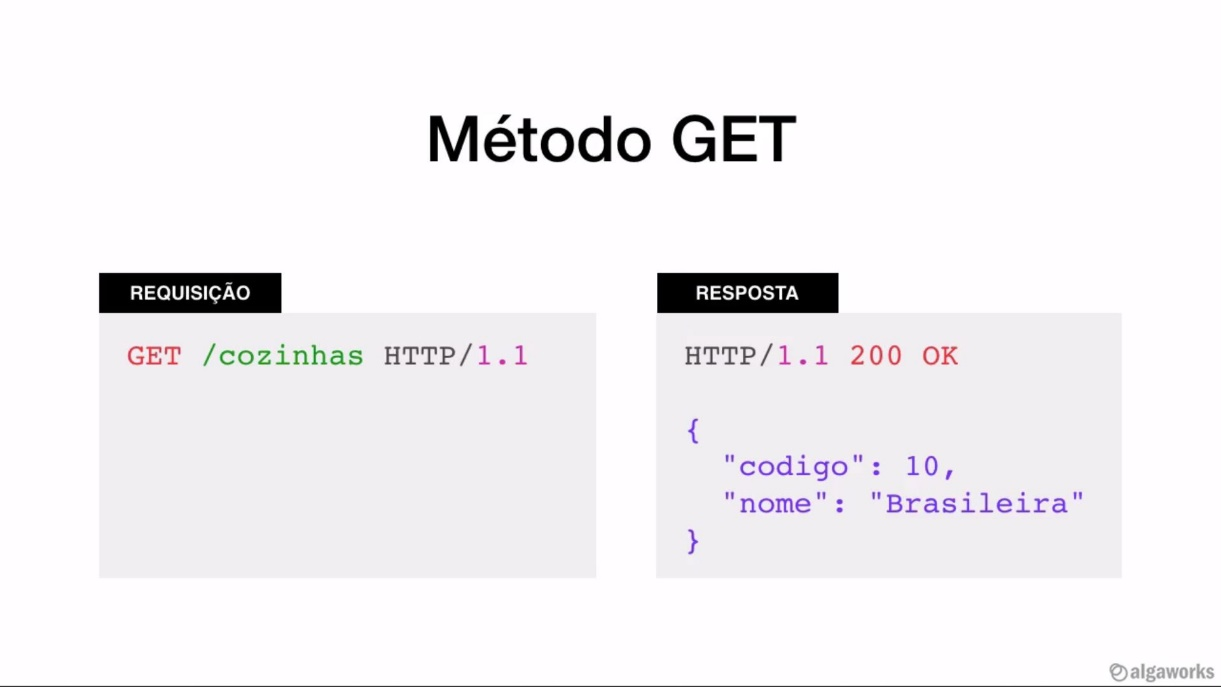 Método GET
REQUISIÇÃO
GET /cozinhas HTTP/1.1
RESPOSTA
HTTP/1.1 200 OK
{
"codigo": 10,
"nome": "Brasileira"
}
algaworks